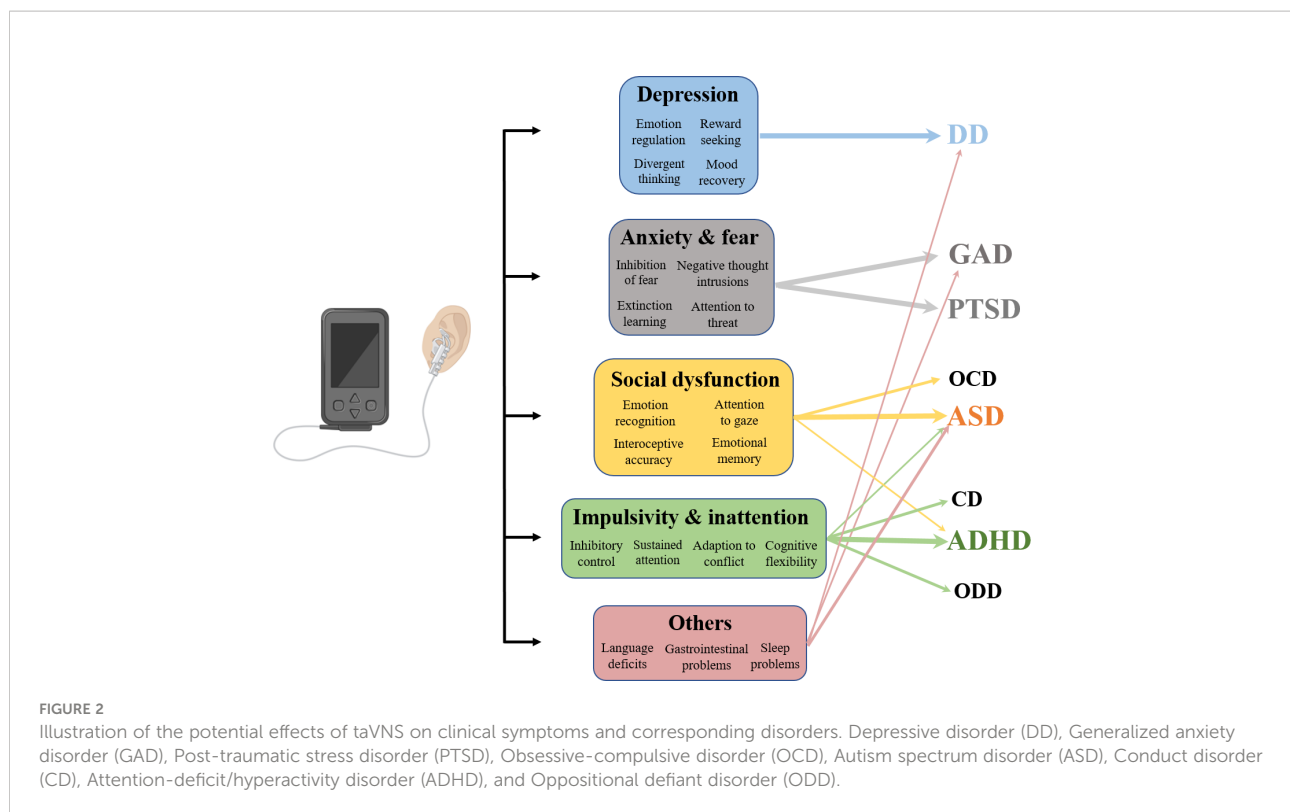 Depression
Emotion regulation
Reward seeking
Divergent thinking
Mood recovery
DD
Anxiety & fear
Inhibition of fear
Negative thought intrusions
Extinction learning
Attention to threat
GAD
PTSD
Social dysfunction
Emotion recognition
Attention to gaze
Interoceptive accuracy
Emotional memory
OCD
ASD
Impulsivity & inattention
Inhibitory control
Sustained attention
Adaption to conflict
Cognitive flexibility
CD
ADHD
ODD
Others
Language deficits
Gastrointestinal problems
Sleep problems
FIGURE 2
Illustration of the potential effects of taVNS on clinical symptoms and corresponding disorders. Depressive disorder (DD), Generalized anxiety
disorder (GAD), Post-traumatic stress disorder (PTSD), Obsessive-compulsive disorder (OCD), Autism spectrum disorder (ASD), Conduct disorder
(CD), Attention-deficit/hyperactivity disorder (ADHD), and Oppositional defiant disorder (ODD).